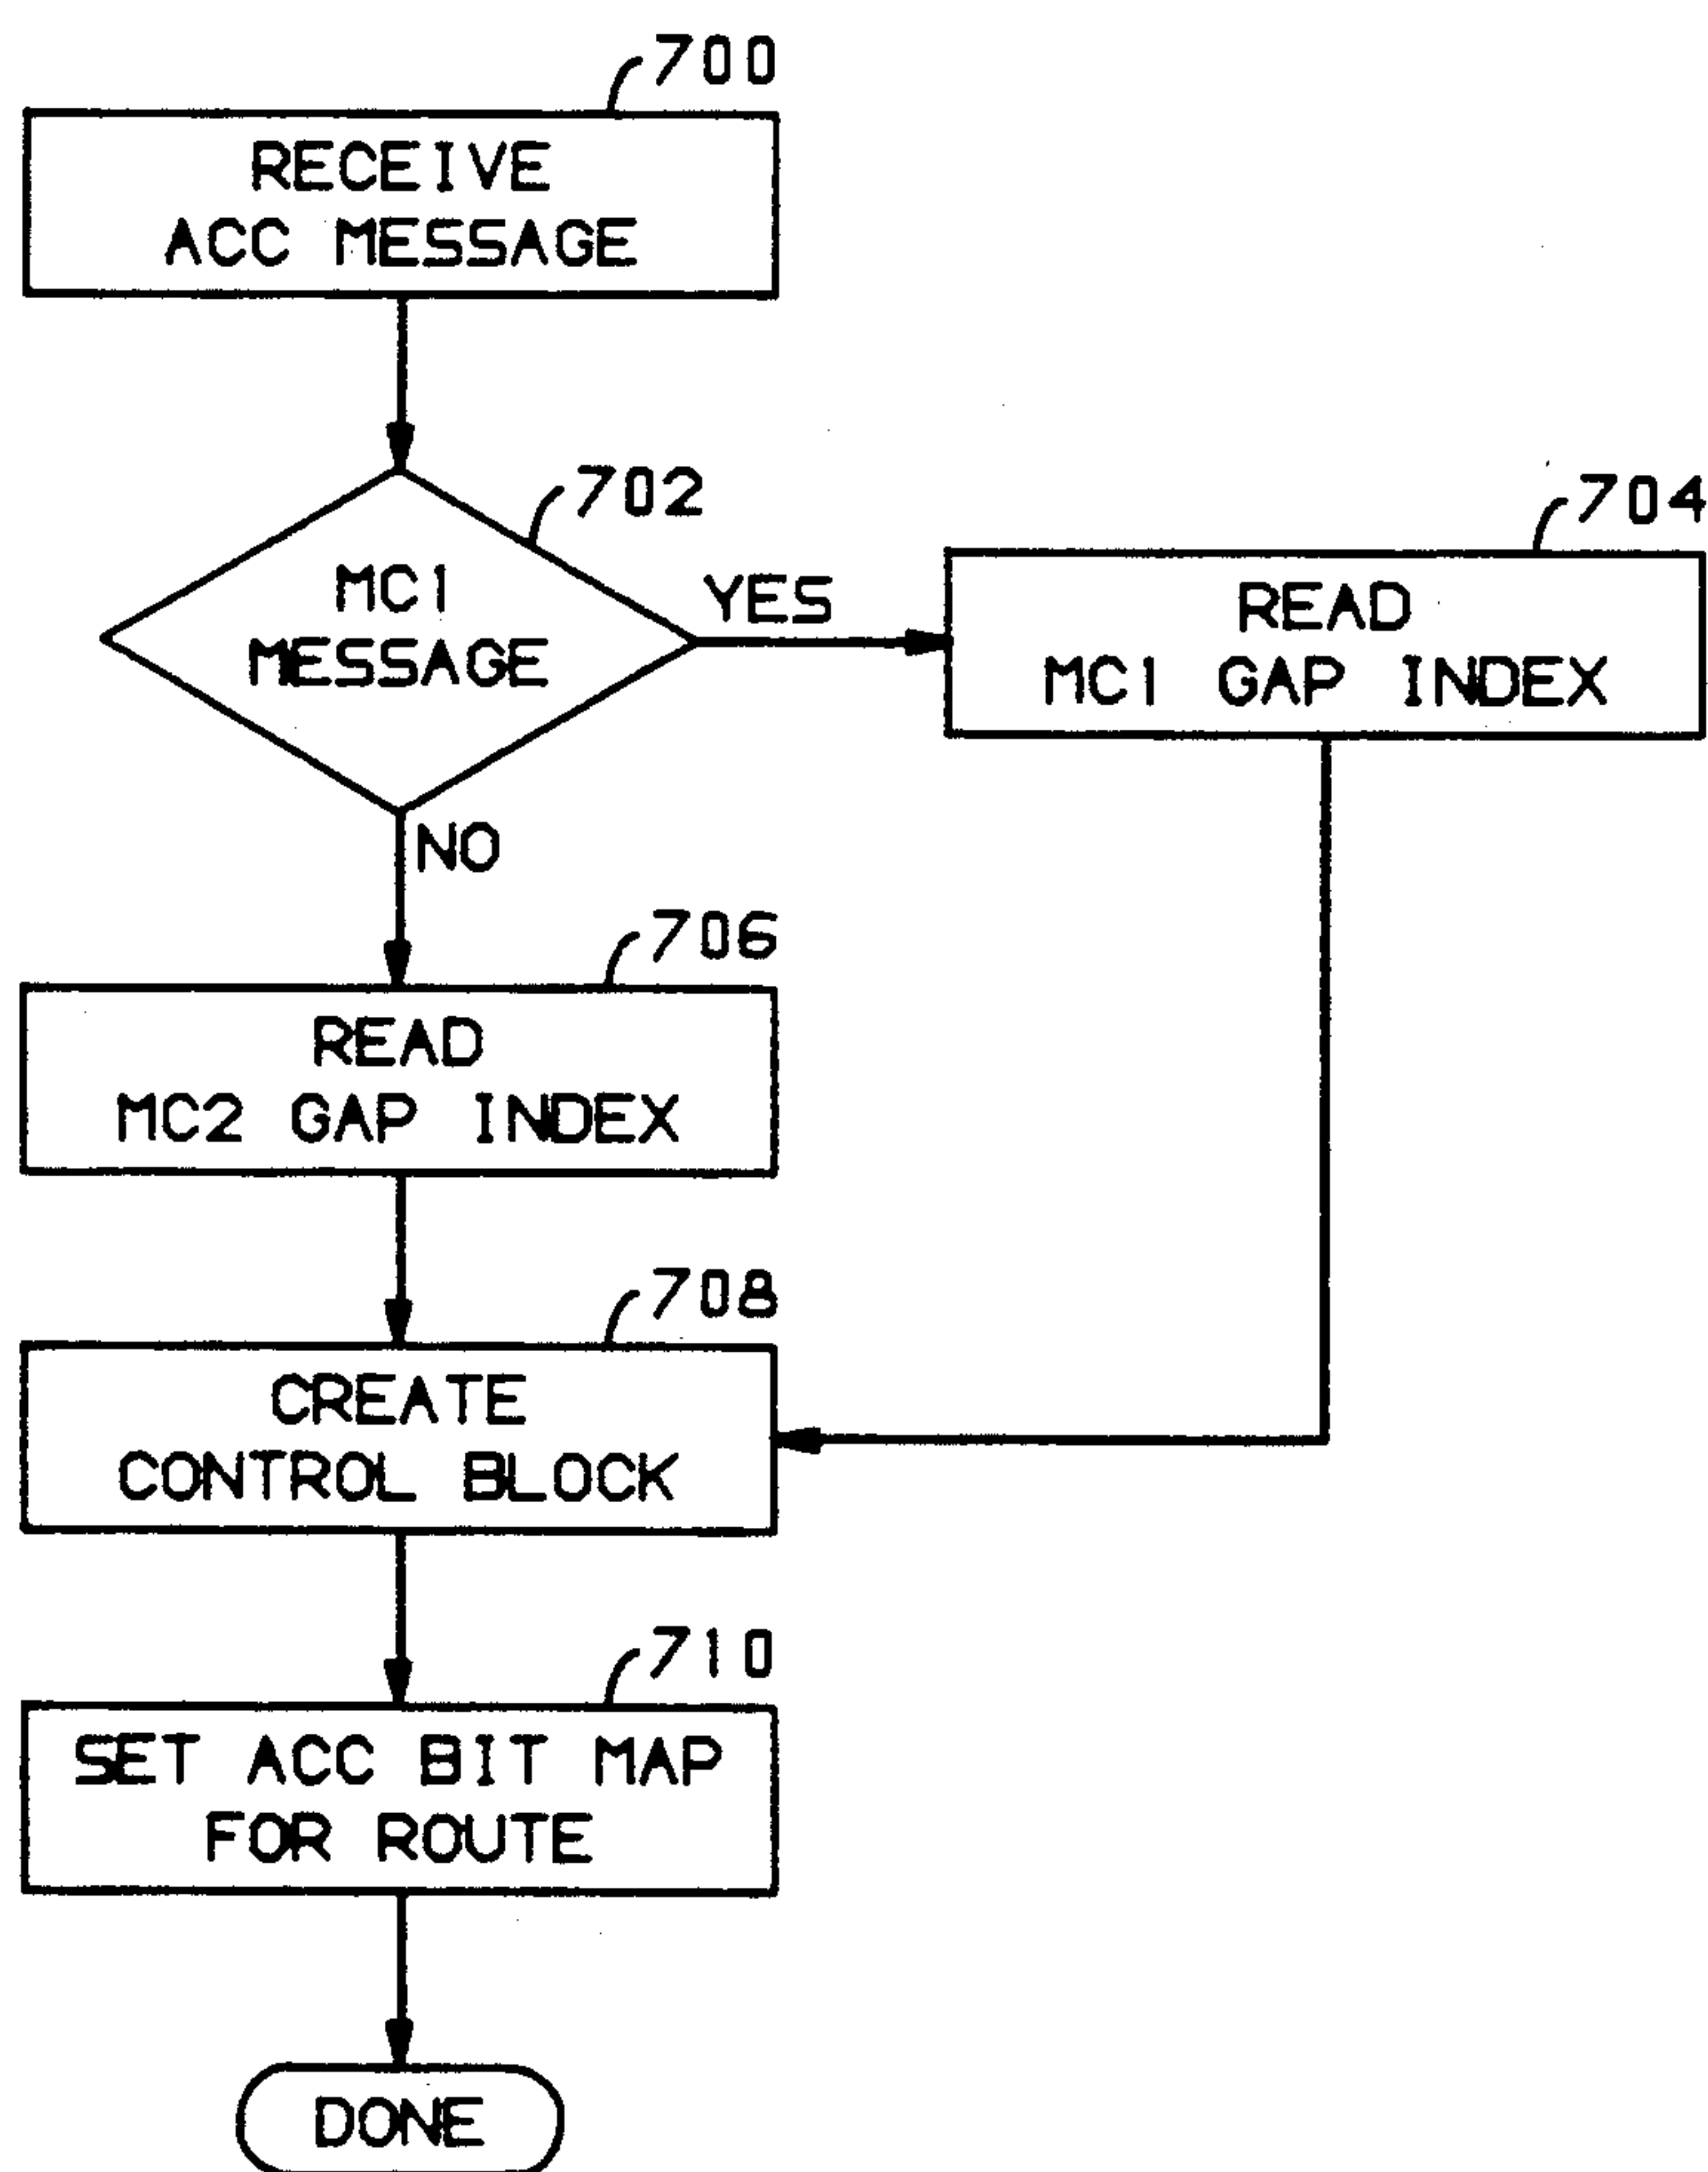 700
RECEIVE
ACC MESSAGE
702
MC1
MESSAGE
YES
704
READ
MC1 GAP INDEX
NO
706
READ
MC2 GAP INDEX
708
CREATE
CONTROL BLOCK
710
SET ACC BIT MAP
FOR ROUTE
DONE